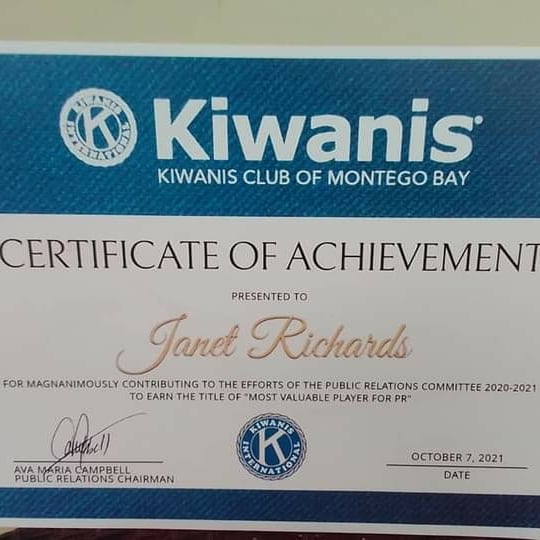 KIWANIS
K
INTERNATIONAL
Kiwanis
KIWANIS CLUB OF MONTEGO BAY
CERTIFICATE OF ACHIEVEMENT
PRESENTED TO
Janet Richards
FOR MAGNANIMOUSLY CONTRIBUTING TO THE EFFORTS OF THE PUBLIC RELATIONS COMMITTEE 2020-2021
TO EARN THE TITLE OF "MOST VALUABLE PLAYER FOR PR"
KIWANIS
K
INTERNATIONAL
AVA MARIA CAMPBELL
PUBLIC RELATIONS CHAIRMAN
OCTOBER 7, 2021
DATE